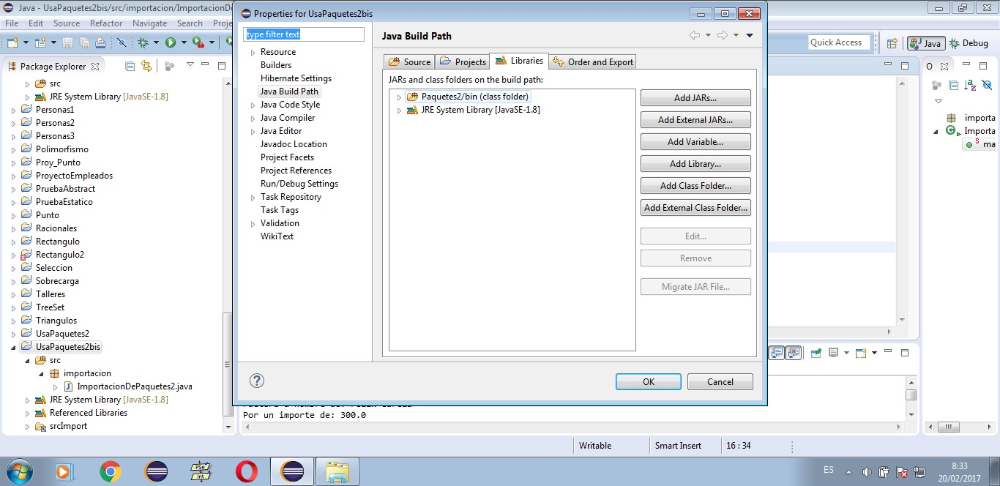 Java - UsaPaquetes2bis/src/importacion/ImportacionDe
File Edit Source Refactor Navigate Search Proje
Quick Access
Java
Debug
Package Explorer
src
JRE System Library [JavaSE-1.8]
Personas1
Personas2
Personas3
Polimorfismo
Proy_Punto
ProyectoEmpleados
PruebaAbstract
PruebaEstatico
Punto
Racionales
Rectangulo
Rectangulo2
Seleccion
Sobrecarga
Talleres
TreeSet
Triangulos
UsaPaquetes2
UsaPaquetes2bis
src
importacion
ImportacionDePaquetes2.java
JRE System Library [JavaSE-1.8]
Referenced Libraries
srcImport
Properties for UsaPaquetes2bis
type filter text
Resource
Builders
Hibernate Settings
Java Build Path
Java Code Style
Java Compiler
Java Editor
Javadoc Location
Project Facets
Project References
Run/Debug Settings
Task Repository
Task Tags
Validation
WikiText
Java Build Path
Source
Projects
Libraries
Order and Export
JARs and class folders on the build path:
Paquetes2/bin (class folder)
JRE System Library [JavaSE-1.8]
Add JARs...
Add External JARs...
Add Variable...
Add Library...
Add Class Folder...
Add External Class Folder...
Edit...
Remove
Migrate JAR File...
OK
Cancel
O
importa
Importa
S
ma
Por un importe de: 300.0
Writable
Smart Insert
16 : 34
PSe
Int
ES
8:33
20/02/2017